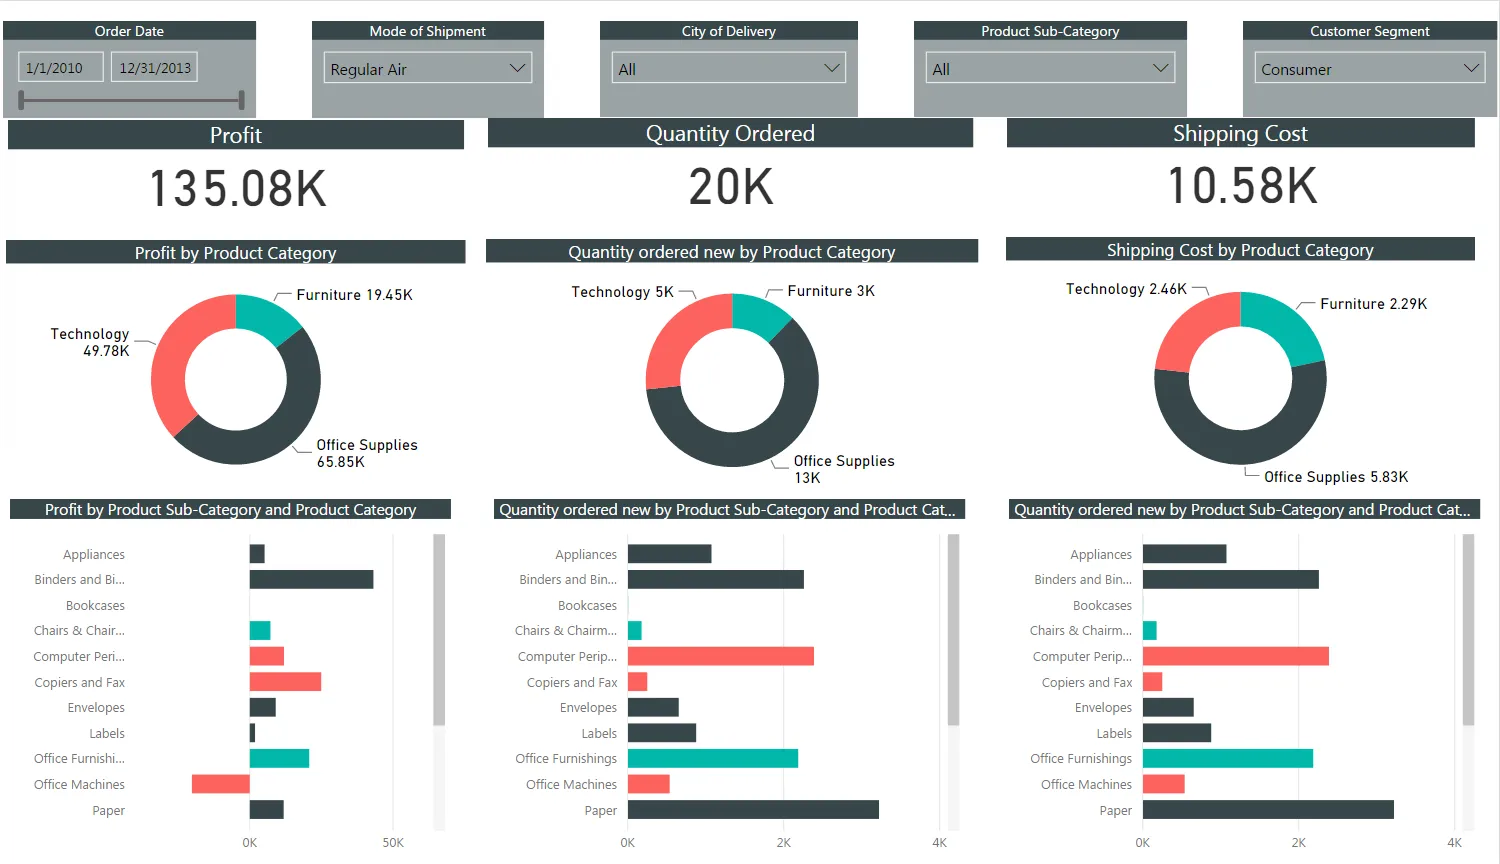 Order Date
1/1/2010 12/31/2013
Mode of Shipment
Regular Air
City of Delivery
All
Product Sub-Category
All
Customer Segment
Consumer
Profit
135.08K
Quantity Ordered
20K
Shipping Cost
10.58K
Profit by Product Category
Furniture 19.45K
Technology
49.78K
Office Supplies
65.85K
Quantity ordered new by Product Category
Technology 5K
Furniture 3K
Office Supplies
13K
Shipping Cost by Product Category
Technology 2.46K
Furniture 2.29K
Office Supplies 5.83K
Profit by Product Sub-Category and Product Category
Appliances
Binders and Bi...
Bookcases
Chairs & Chair...
Computer Peri...
Copiers and Fax
Envelopes
Labels
Office Furnishi...
Office Machines
Paper
0K 50K
Quantity ordered new by Product Sub-Category and Product Cat...
Appliances
Binders and Bin...
Bookcases
Chairs & Chairm...
Computer Perip...
Copiers and Fax
Envelopes
Labels
Office Furnishings
Office Machines
Paper
0K 2K 4K
Quantity ordered new by Product Sub-Category and Product Cat...
Appliances
Binders and Bin...
Bookcases
Chairs & Chairm...
Computer Perip...
Copiers and Fax
Envelopes
Labels
Office Furnishings
Office Machines
Paper
0K 2K 4K